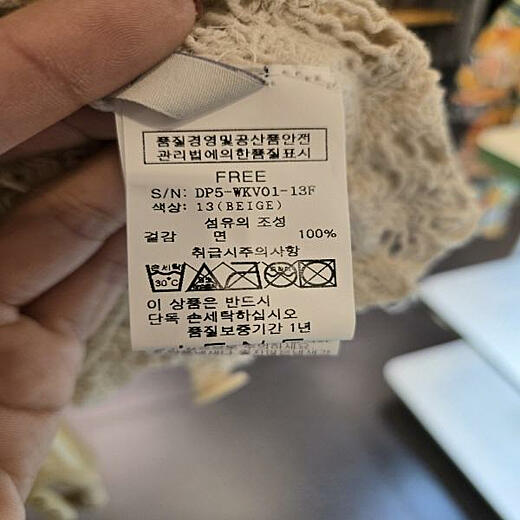 품질경영및공산품안전
관리법에의한품질표시
FREE
S/N: DP5-WKV01-13F
색상: 13(BEIGE)
섬유의 조성
겉감 면 100%
취급시주의사항
30℃
이 상품은 반드시
단독 손세탁하십시오
품질보증기간 1년